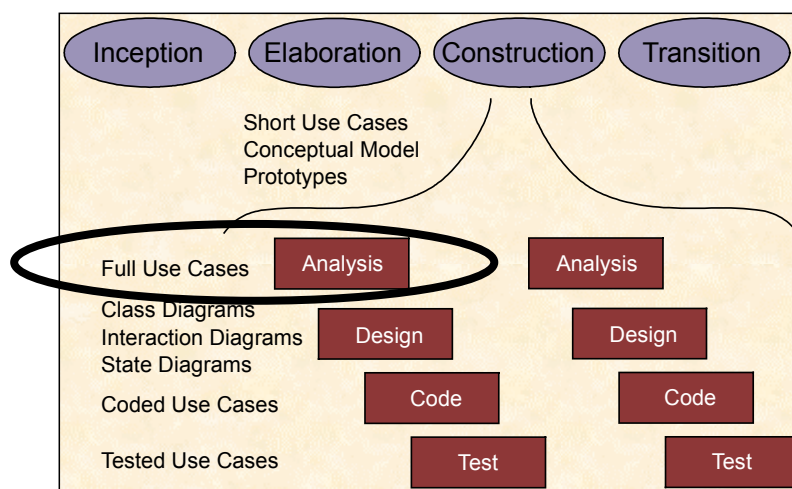 Inception Elaboration Construction Transition
Short Use Cases
Conceptual Model
Prototypes
Full Use Cases Analysis Analysis
Class Diagrams
Interaction Diagrams Design Design
State Diagrams
Coded Use Cases Code Code
Tested Use Cases Test Test